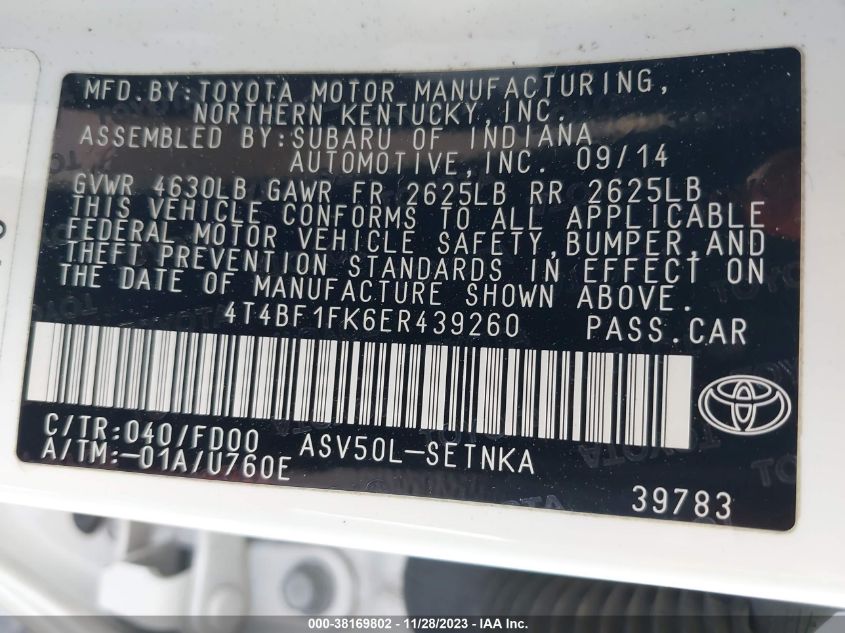 MFD. BY: TOYOTA MOTOR MANUFACTURING,
NORTHERN KENTUCKY, INC.
ASSEMBLED BY: SUBARU OF INDIANA
AUTOMOTIVE, INC. 09/14
GVWR 4630LB GAWR FR 2625LB RR 2625LB
THIS VEHICLE CONFORMS TO ALL APPLICABLE
FEDERAL MOTOR VEHICLE SAFETY, BUMPER, AND
THEFT PREVENTION STANDARDS IN EFFECT ON
THE DATE OF MANUFACTURE SHOWN ABOVE.
4T4BF1FK6ER439260 PASS. CAR
C/TR: 040/FD00 ASV50L-SETNKA
A/TM: -01A/U760E
39783
000-38169802 - 11/28/2023 - IAA Inc.